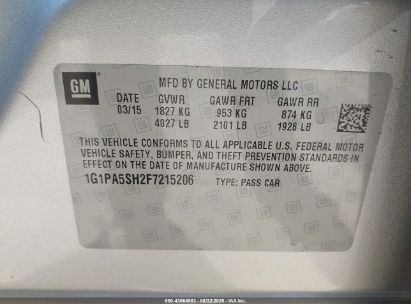 GM
MFD BY GENERAL MOTORS LLC
DATE GVWR GAWR FRT GAWR RR
03/15 1827 KG 953 KG 874 KG
4027 LB 2101 LB 1926 LB
THIS VEHICLE CONFORMS TO ALL APPLICABLE U.S. FEDERAL MOTOR
VEHICLE SAFETY, BUMPER, AND THEFT PREVENTION STANDARDS IN
EFFECT ON THE DATE OF MANUFACTURE SHOWN ABOVE.
1G1PA5SH2F7215206 TYPE: PASS CAR